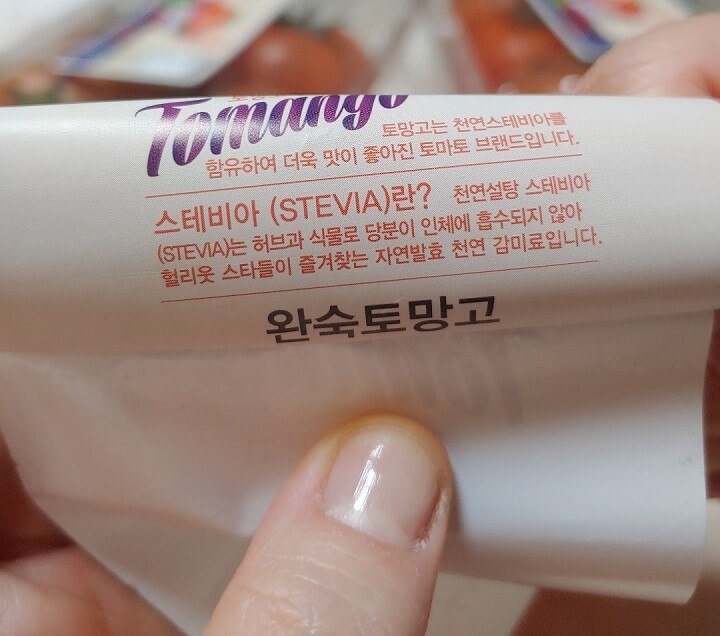 Tomango
토망고는 천연스테비아를
함유하여 더욱 맛이 좋아진 토마토 브랜드입니다.
스테비아 (STEVIA)란? 천연설탕 스테비아
(STEVIA)는 허브과 식물로 당분이 인체에 흡수되지 않아
헐리웃 스타들이 즐겨찾는 자연발효 천연 감미료입니다.
완숙토망고